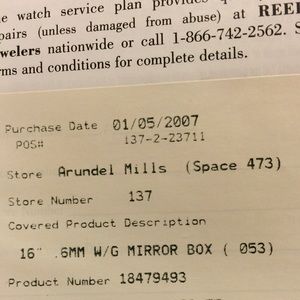 e watch service plan provides
pairs (unless damaged from abuse) at REE
welers nationwide or call 1-866-742-2562. S
rms and conditions for complete details.
Purchase Date 01/05/2007
POS# 137-2-23711
Store Arundel Mills (Space 473)
Store Number 137
Covered Product Description
16" .6MM W/G MIRROR BOX ( 053)
Product Number 18479493